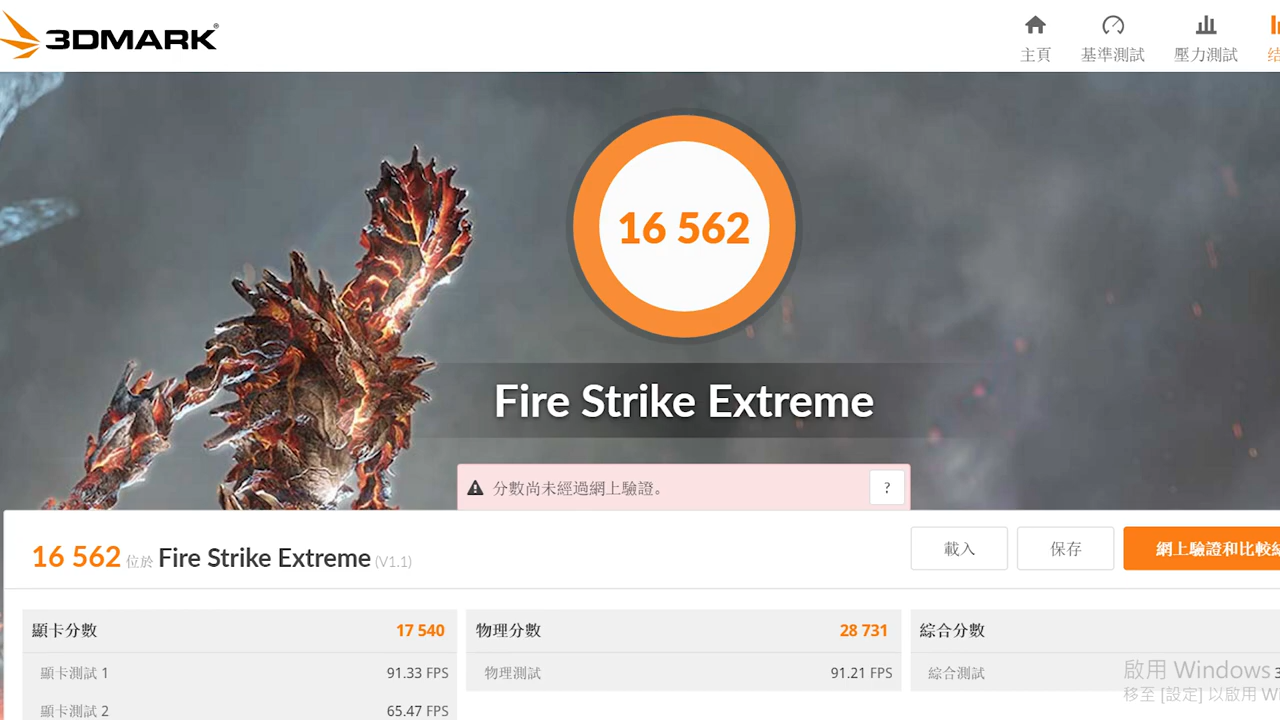 3DMARK®
主頁 基準測試 壓力測試
16 562
Fire Strike Extreme
分數尚未經過網上驗證。 ?
16 562 位於 Fire Strike Extreme (V1.1)
載入 保存 網上驗證和比較
顯卡分數 17 540
顯卡測試 1 91.33 FPS
顯卡測試 2 65.47 FPS
物理分數 28 731
物理測試 91.21 FPS
綜合分數
綜合測試 3
啟用 Windows
移至 [設定] 以啟用 Wi